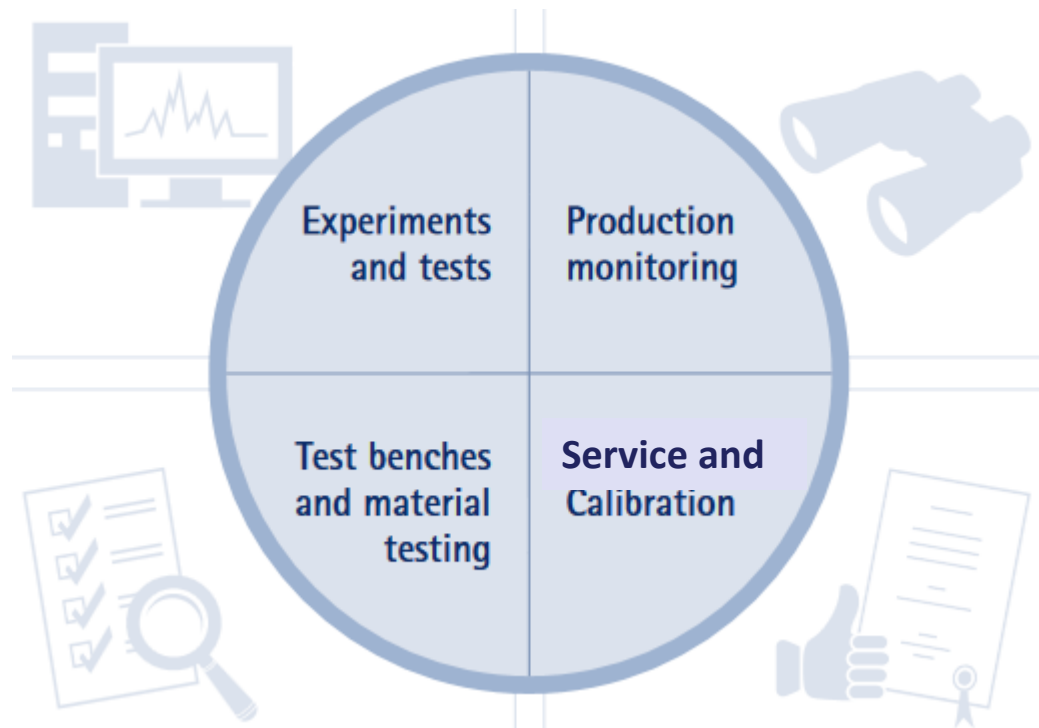 Experiments
and tests
Production
monitoring
Test benches
and material
testing
Service and
Calibration